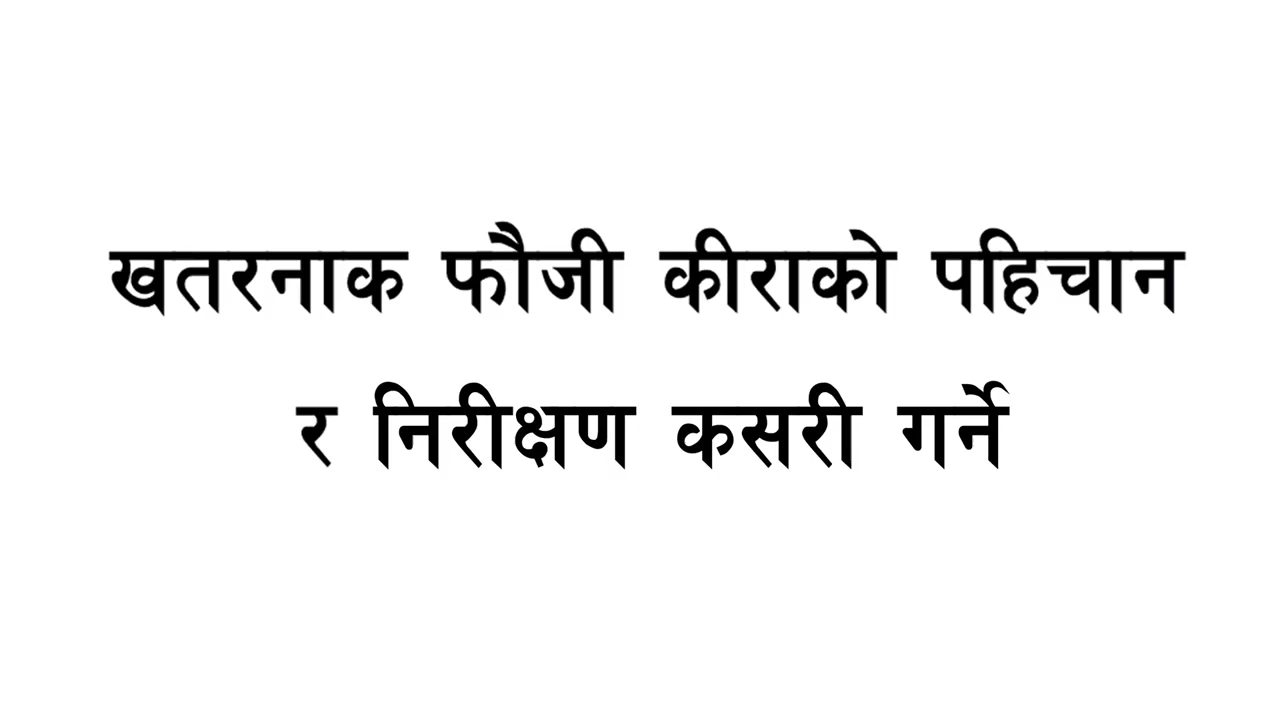 खतरनाक फौजी कीराको पहिचान
र निरीक्षण कसरी गर्ने